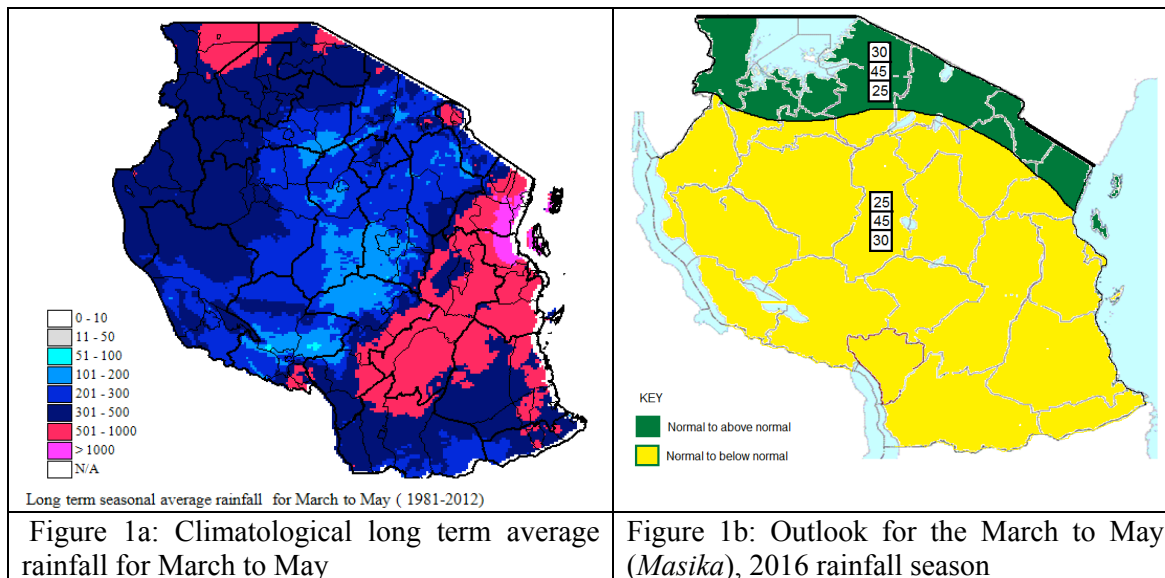 0 - 10
11 - 50
51 - 100
101 - 200
201 - 300
301 - 500
501 - 1000
> 1000
N/A
Long term seasonal average rainfall for March to May ( 1981-2012)
Figure 1a: Climatological long term average
rainfall for March to May
30
45
25
25
45
30
KEY
Normal to above normal
Normal to below normal
Figure 1b: Outlook for the March to May
(Masika), 2016 rainfall season